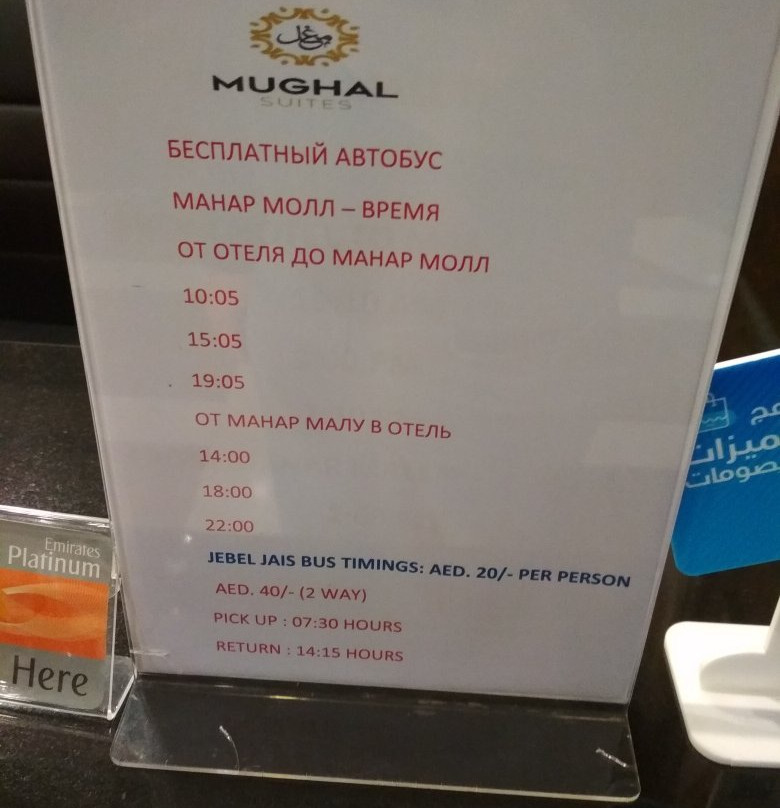 مغل
MUGHAL
SUITES
БЕСПЛАТНЫЙ АВТОБУС
МАНАР МОЛЛ – ВРЕМЯ
ОТ ОТЕЛЯ ДО МАНАР МОЛЛ
10:05
15:05
19:05
ОТ МАНАР МАЛУ В ОТЕЛЬ
14:00
18:00
22:00
JEBEL JAIS BUS TIMINGS: AED. 20/- PER PERSON
AED. 40/- (2 WAY)
PICK UP : 07:30 HOURS
RETURN : 14:15 HOURS
Emirates
Platinum
Here